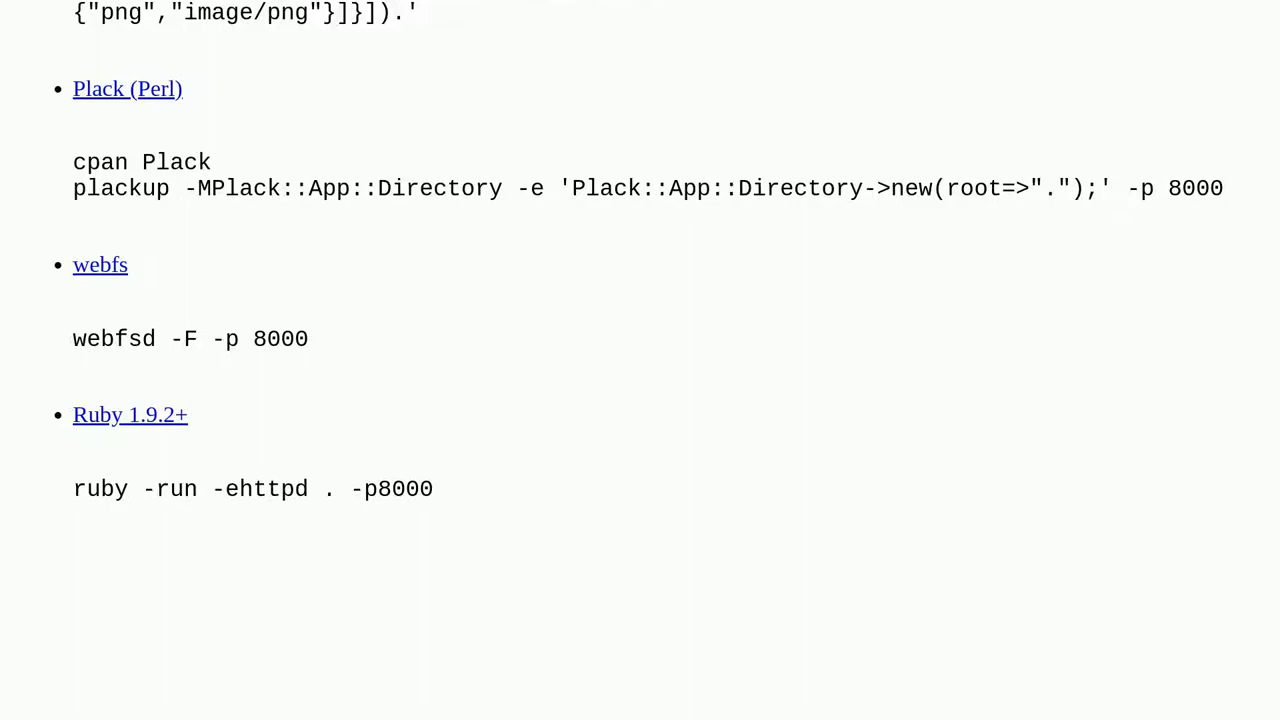 {"png","image/png"}]}]).'
• Plack (Perl)
cpan Plack
plackup -MPlack::App::Directory -e 'Plack::App::Directory->new(root=>".");' -p 8000
• webfs
webfsd -F -p 8000
• Ruby 1.9.2+
ruby -run -ehttpd . -p8000